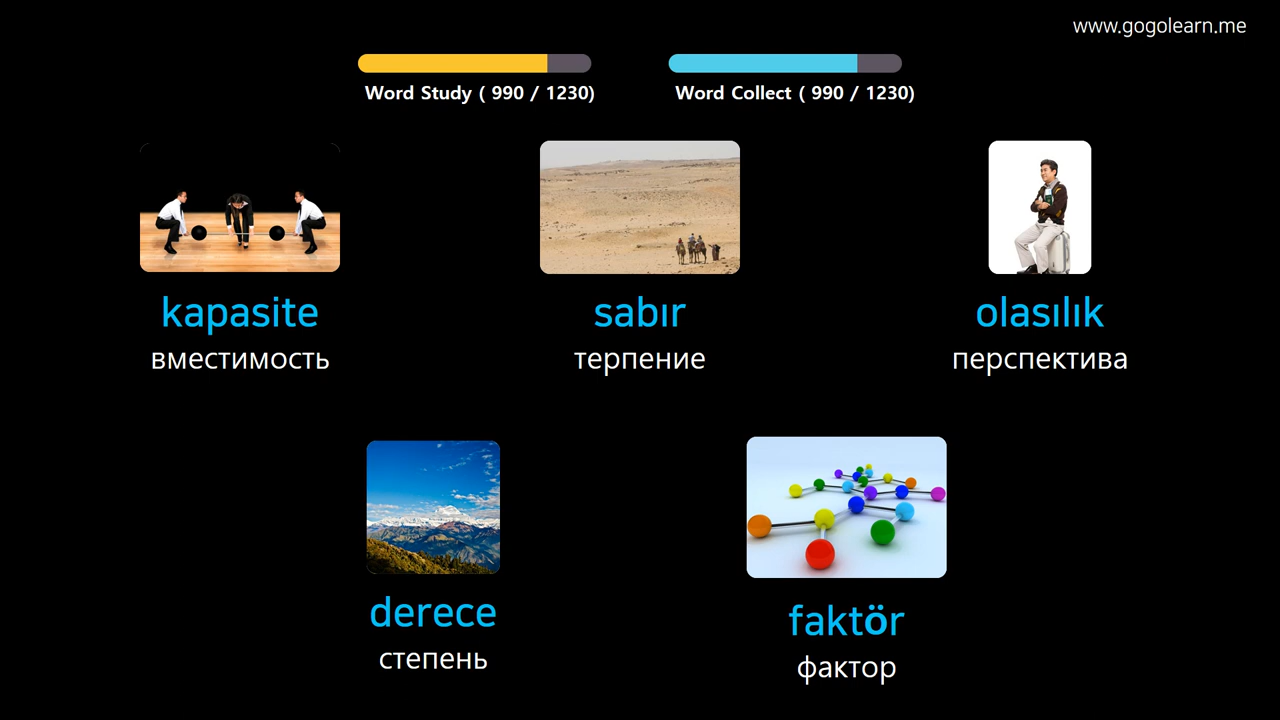 www.gogolearn.me
Word Study ( 990 / 1230)
Word Collect ( 990 / 1230)
kapasite
вместимость
sabır
терпение
olasılık
перспектива
derece
степень
faktör
фактор